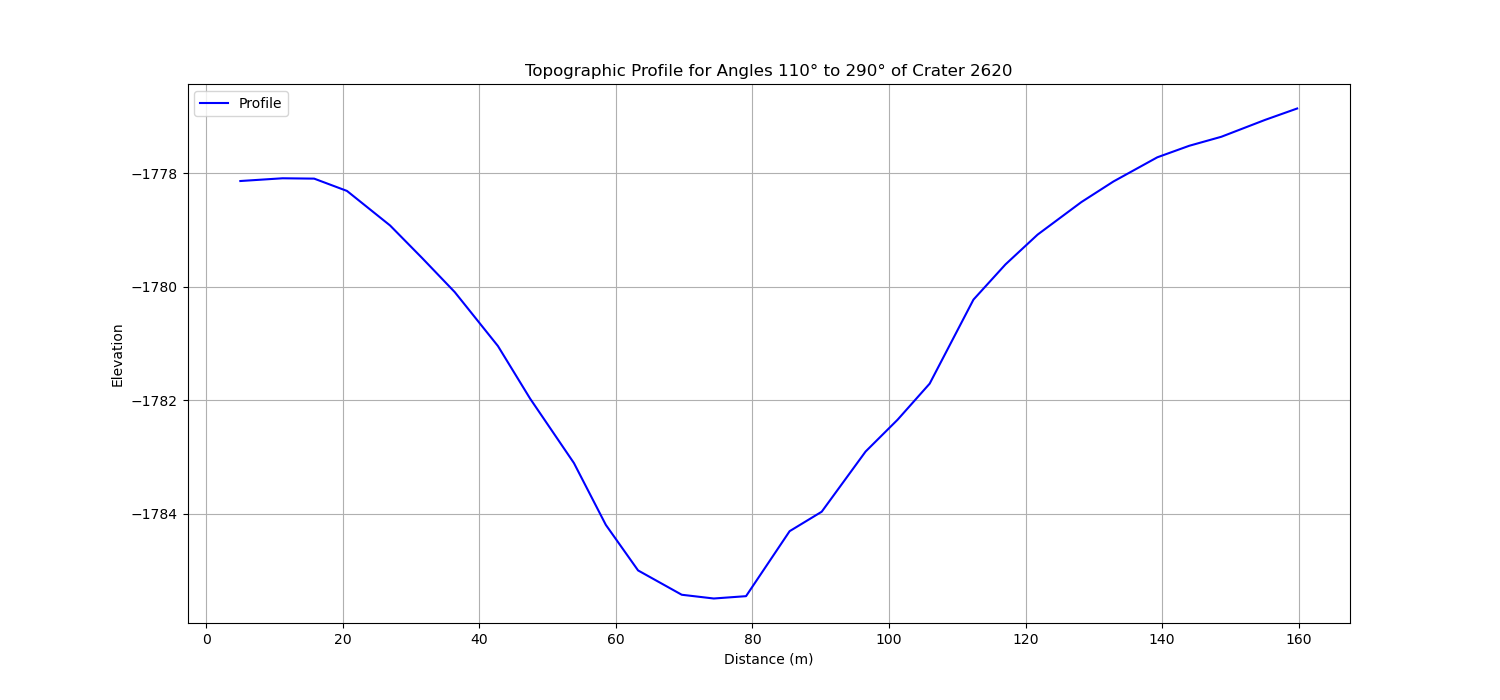 Topographic Profile for Angles 110° to 290° of Crater 2620
Profile
−1778
−1780
−1782
−1784
Elevation
0 20 40 60 80 100 120 140 160
Distance (m)